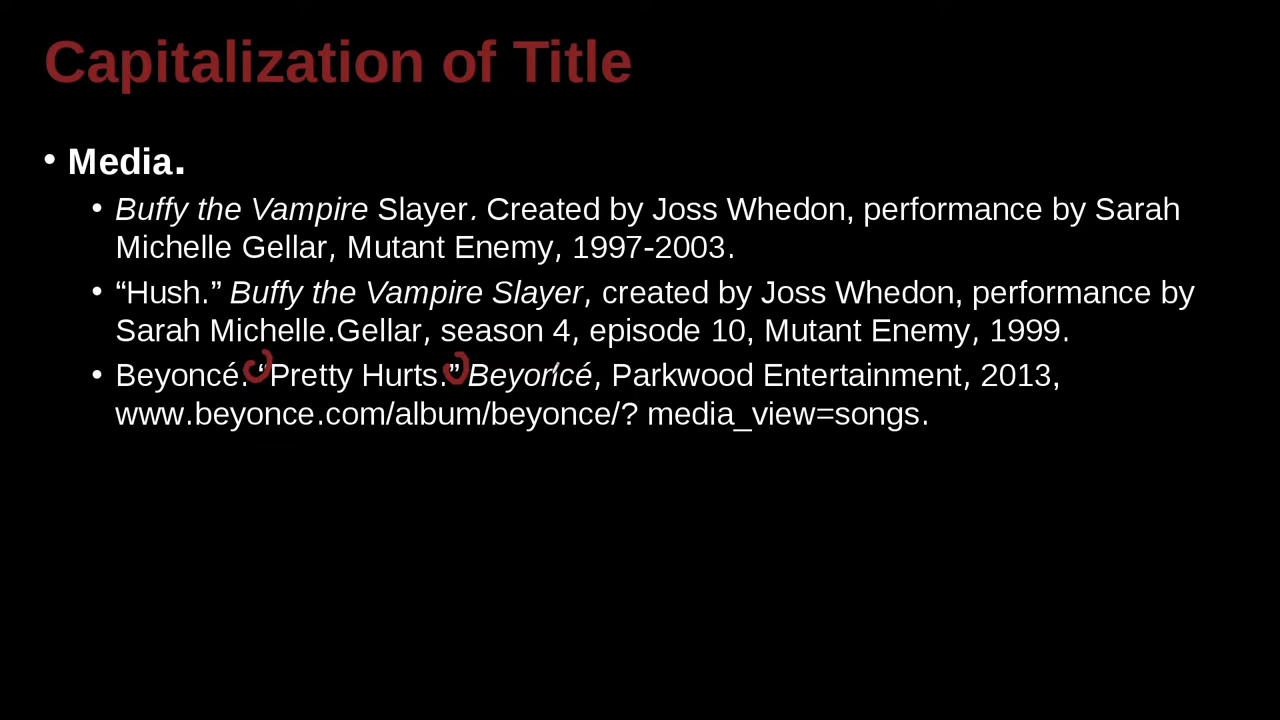 Capitalization of Title
• Media.
• Buffy the Vampire Slayer. Created by Joss Whedon, performance by Sarah
Michelle Gellar, Mutant Enemy, 1997-2003.
• “Hush.” Buffy the Vampire Slayer, created by Joss Whedon, performance by
Sarah Michelle.Gellar, season 4, episode 10, Mutant Enemy, 1999.
• Beyoncé. “Pretty Hurts.” Beyoncé, Parkwood Entertainment, 2013,
www.beyonce.com/album/beyonce/? media_view=songs.